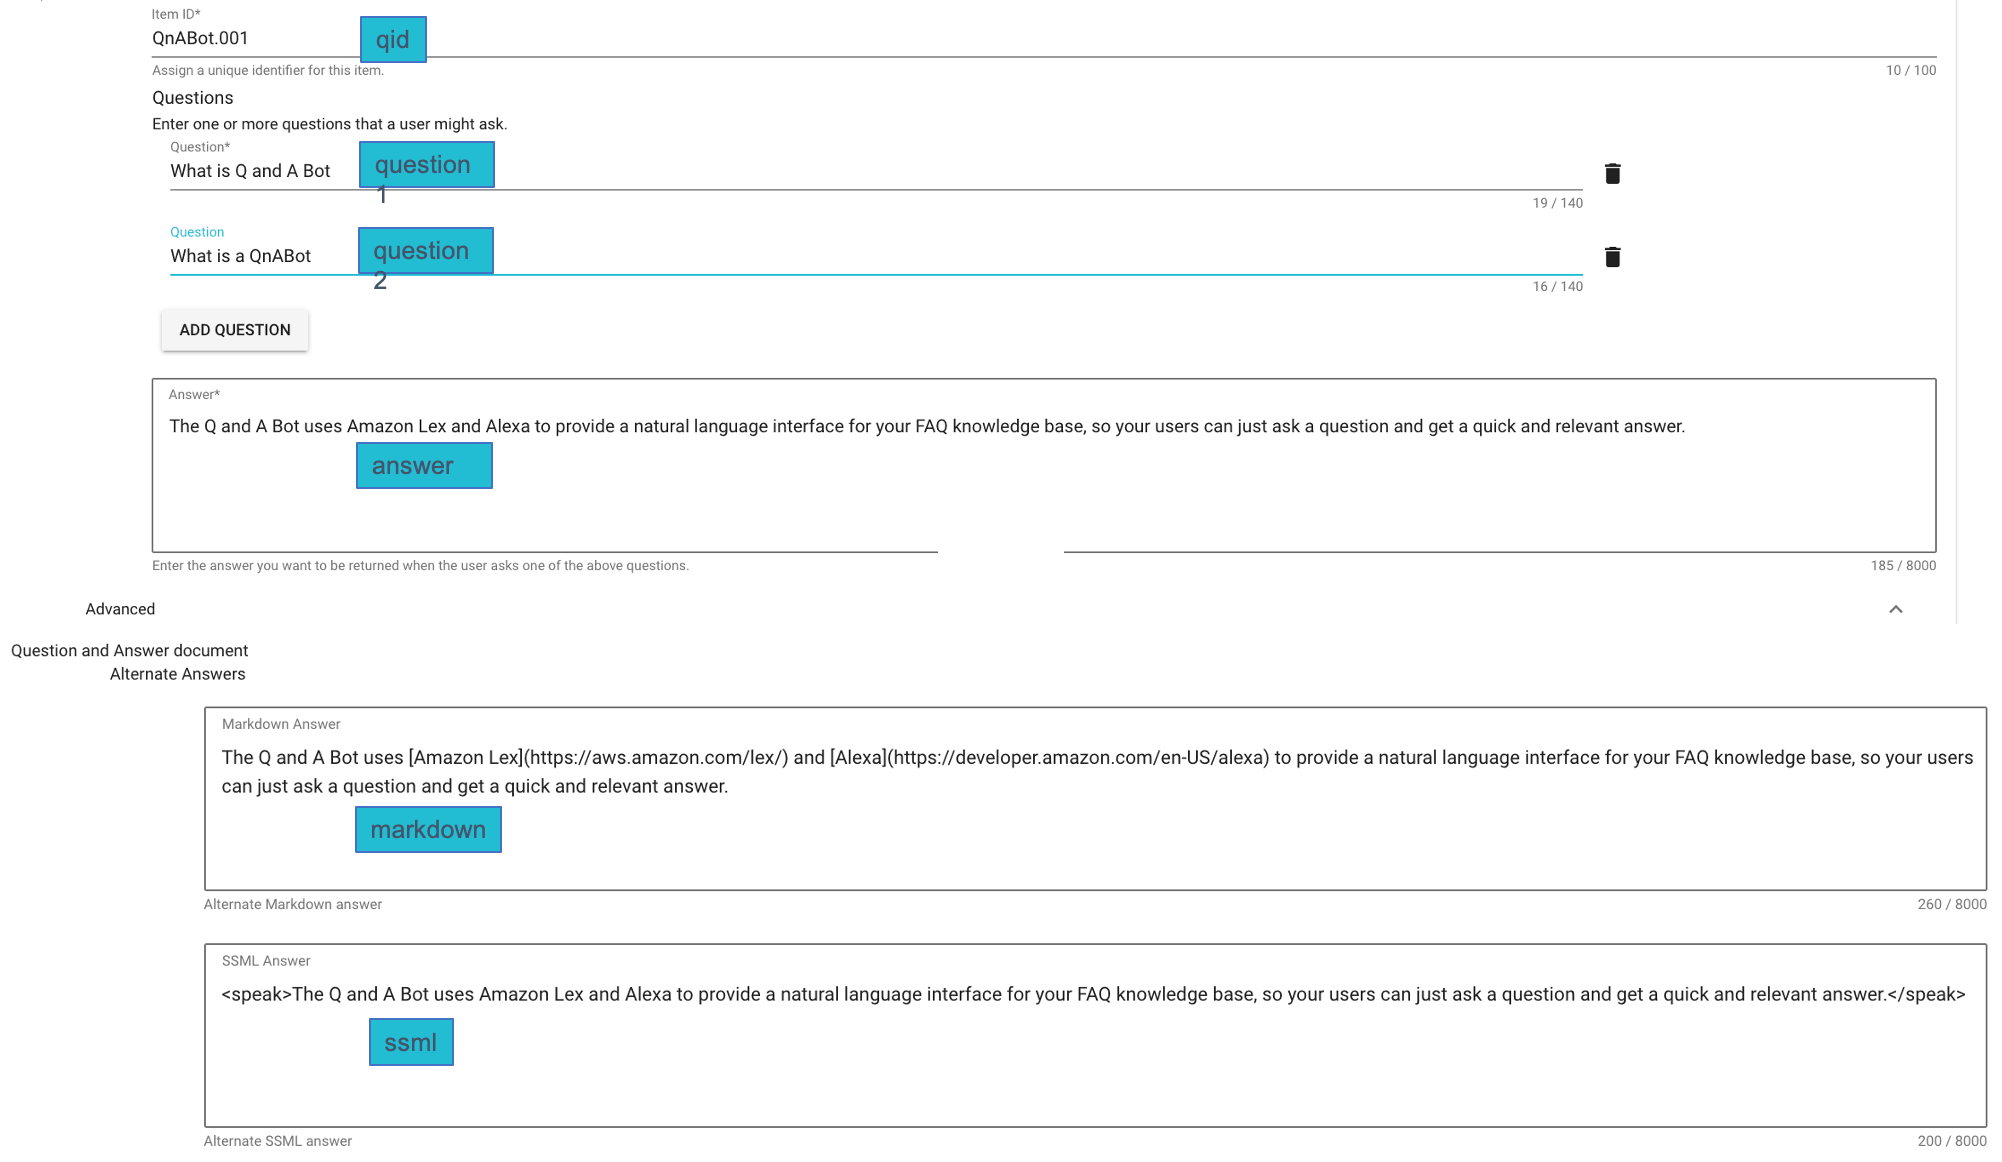 Item ID*
QnABot.001
qid
Assign a unique identifier for this item.
10 / 100
Questions
Enter one or more questions that a user might ask.
Question*
What is Q and A Bot
question
1
19 / 140
Question
What is a QnABot
question
2
16 / 140
ADD QUESTION
Answer*
The Q and A Bot uses Amazon Lex and Alexa to provide a natural language interface for your FAQ knowledge base, so your users can just ask a question and get a quick and relevant answer.
answer
Enter the answer you want to be returned when the user asks one of the above questions.
185 / 8000
Advanced
Question and Answer document
Alternate Answers
Markdown Answer
The Q and A Bot uses [Amazon Lex](https://aws.amazon.com/lex/) and [Alexa](https://developer.amazon.com/en-US/alexa) to provide a natural language interface for your FAQ knowledge base, so your users
can just ask a question and get a quick and relevant answer.
markdown
Alternate Markdown answer
260 / 8000
SSML Answer
<speak>The Q and A Bot uses Amazon Lex and Alexa to provide a natural language interface for your FAQ knowledge base, so your users can just ask a question and get a quick and relevant answer.</speak>
ssml
Alternate SSML answer
200 / 8000